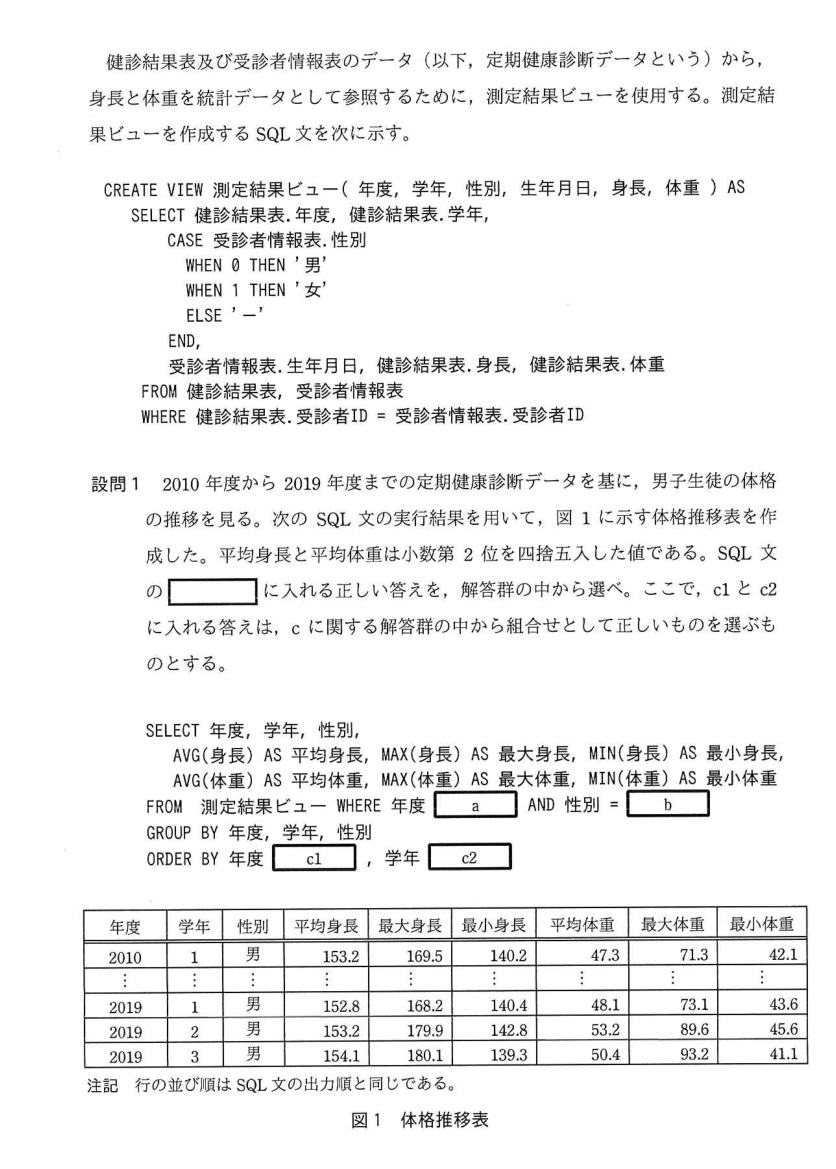 健診結果表及び受診者情報表のデータ（以下，定期健康診断データという）から，
身長と体重を統計データとして参照するために，測定結果ビューを使用する。測定結
果ビューを作成する SQL 文を次に示す。
CREATE VIEW 測定結果ビュー( 年度, 学年, 性別, 生年月日, 身長, 体重 ) AS
SELECT 健診結果表.年度, 健診結果表.学年,
CASE 受診者情報表.性別
WHEN 0 THEN '男'
WHEN 1 THEN '女'
ELSE '－'
END,
受診者情報表.生年月日, 健診結果表.身長, 健診結果表.体重
FROM 健診結果表, 受診者情報表
WHERE 健診結果表.受診者ID = 受診者情報表.受診者ID
設問1 2010 年度から 2019 年度までの定期健康診断データを基に，男子生徒の体格
の推移を見る。次の SQL 文の実行結果を用いて，図 1 に示す体格推移表を作
成した。平均身長と平均体重は小数第 2 位を四捨五入した値である。SQL 文
の に入れる正しい答えを，解答群の中から選べ。ここで，c1 と c2
に入れる答えは，c に関する解答群の中から組合せとして正しいものを選ぶも
のとする。
SELECT 年度, 学年, 性別,
AVG(身長) AS 平均身長, MAX(身長) AS 最大身長, MIN(身長) AS 最小身長,
AVG(体重) AS 平均体重, MAX(体重) AS 最大体重, MIN(体重) AS 最小体重
FROM 測定結果ビュー WHERE 年度 a AND 性別 = b
GROUP BY 年度, 学年, 性別
ORDER BY 年度 c1 , 学年 c2
年度 学年 性別 平均身長 最大身長 最小身長 平均体重 最大体重 最小体重
2010 1 男 153.2 169.5 140.2 47.3 71.3 42.1
⋮ ⋮ ⋮ ⋮ ⋮ ⋮ ⋮ ⋮ ⋮
2019 1 男 152.8 168.2 140.4 48.1 73.1 43.6
2019 2 男 153.2 179.9 142.8 53.2 89.6 45.6
2019 3 男 154.1 180.1 139.3 50.4 93.2 41.1
注記 行の並び順は SQL 文の出力順と同じである。
図 1 体格推移表